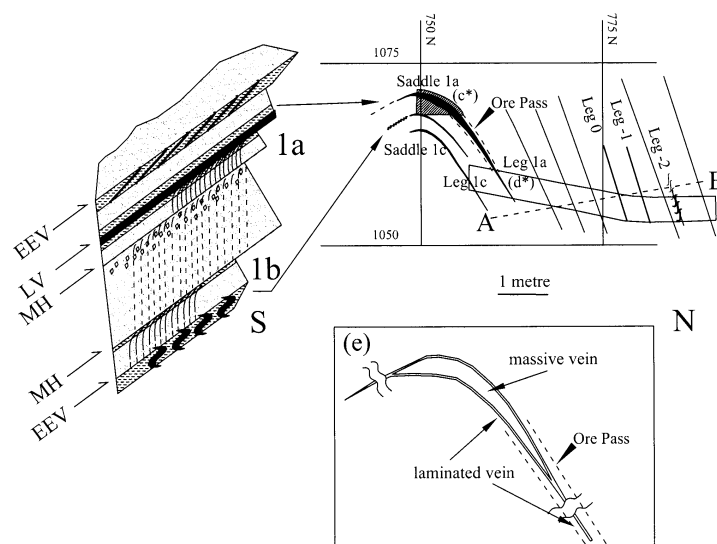 750 N
775 N
1075
Saddle 1a
(c*)
Ore Pass
1a
Saddle 1c
Leg 0
Leg -1
Leg -2
Leg 1a
(d*)
Leg 1c
A
B
EEV
LV
MH
1050
1b
1 metre
S
N
MH
EEV
(e)
massive vein
Ore Pass
laminated vein